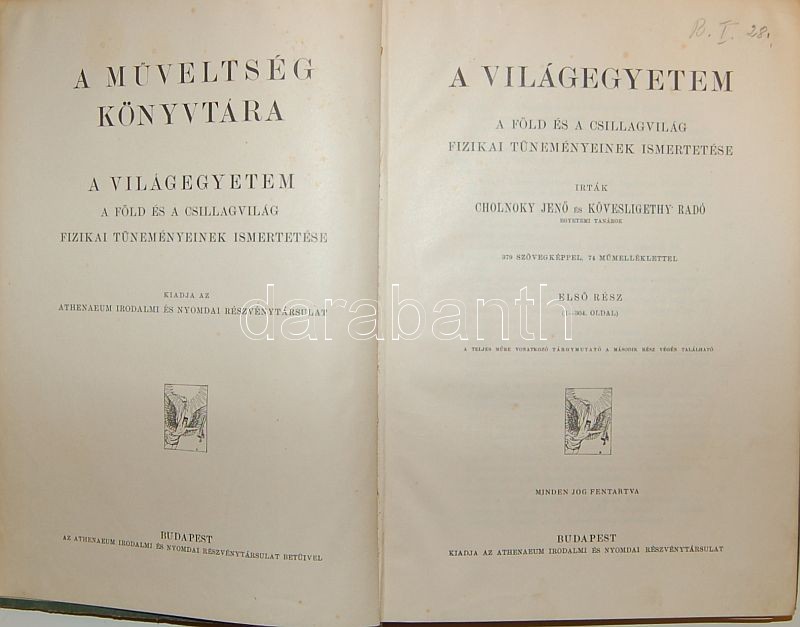 A MŰVELTSÉG
KÖNYVTÁRA
A VILÁGEGYETEM
A FÖLD ÉS A CSILLAGVILÁG
FIZIKAI TÜNEMÉNYEINEK ISMERTETÉSE
KIADJA AZ
ATHENAEUM IRODALMI ÉS NYOMDAI RÉSZVÉNYTÁRSULAT
BUDAPEST
AZ ATHENAEUM IRODALMI ÉS NYOMDAI RÉSZVÉNYTÁRSULAT BETŰIVEL
B. I. 28.
A VILÁGEGYETEM
A FÖLD ÉS A CSILLAGVILÁG
FIZIKAI TÜNEMÉNYEINEK ISMERTETÉSE
IRTÁK
CHOLNOKY JENŐ ÉS KÖVESLIGETHY RADÓ
EGYETEMI TANÁROK
379 SZÖVEGKÉPPEL, 74 MŰMELLÉKLETTEL
ELSŐ RÉSZ
(1—304. OLDAL)
A TELJES MŰRE VONATKOZÓ TÁRGYMUTATÓ A MÁSODIK RÉSZ VÉGÉN TALÁLHATÓ
MINDEN JOG FENTARTVA
BUDAPEST
KIADJA AZ ATHENAEUM IRODALMI ÉS NYOMDAI RÉSZVÉNYTÁRSULAT
darabanth